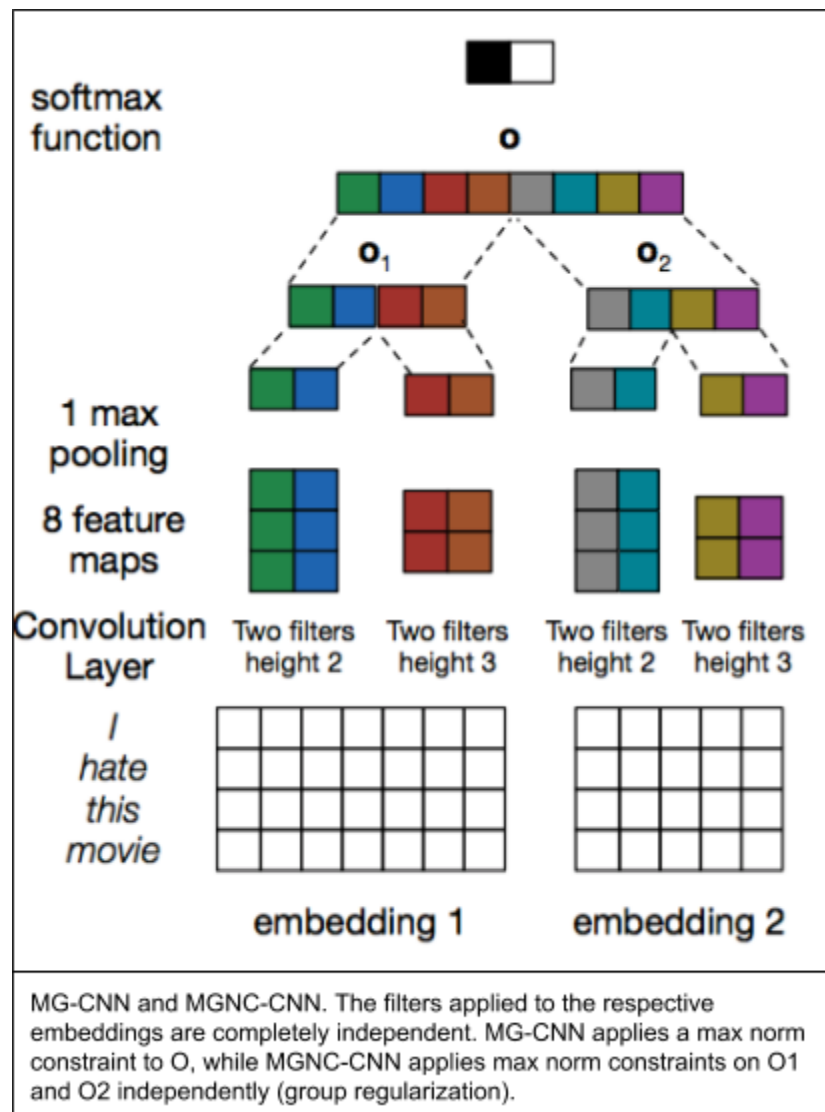 softmax
function
o
o1
o2
1 max
pooling
8 feature
maps
Convolution
Layer
Two filters
height 2
Two filters
height 3
Two filters
height 2
Two filters
height 3
I
hate
this
movie
embedding 1
embedding 2
MG-CNN and MGNC-CNN. The filters applied to the respective
embeddings are completely independent. MG-CNN applies a max norm
constraint to O, while MGNC-CNN applies max norm constraints on O1
and O2 independently (group regularization).